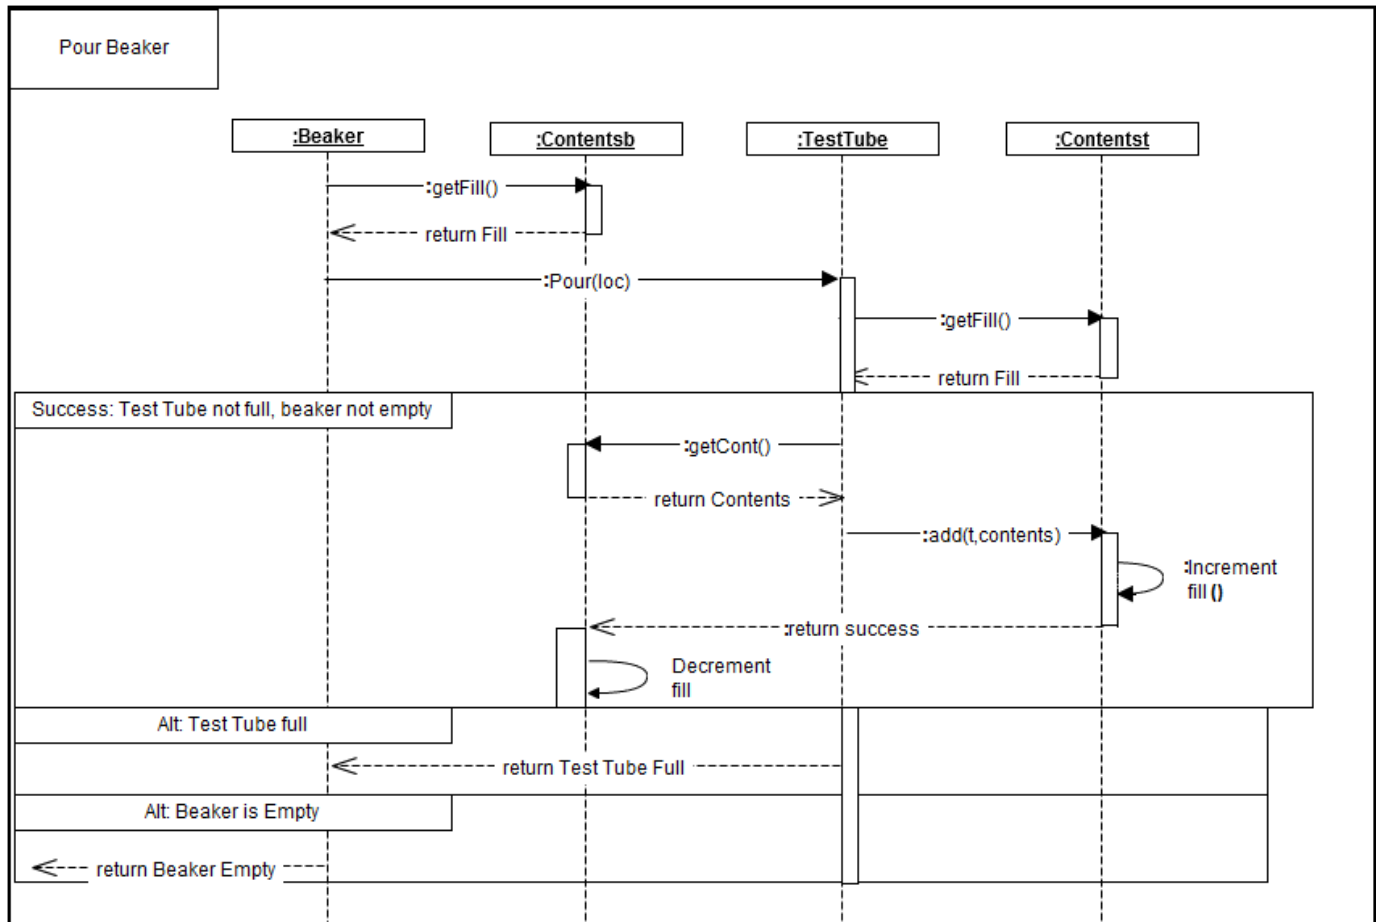 Pour Beaker
:Beaker
:Contentsb
:TestTube
:Contentst
:getFill()
return Fill
:Pour(loc)
:getFill()
return Fill
Success: Test Tube not full, beaker not empty
:getCont()
return Contents
:add(t,contents)
:Increment
fill ()
:return success
Decrement
fill
Alt: Test Tube full
return Test Tube Full
Alt: Beaker is Empty
return Beaker Empty